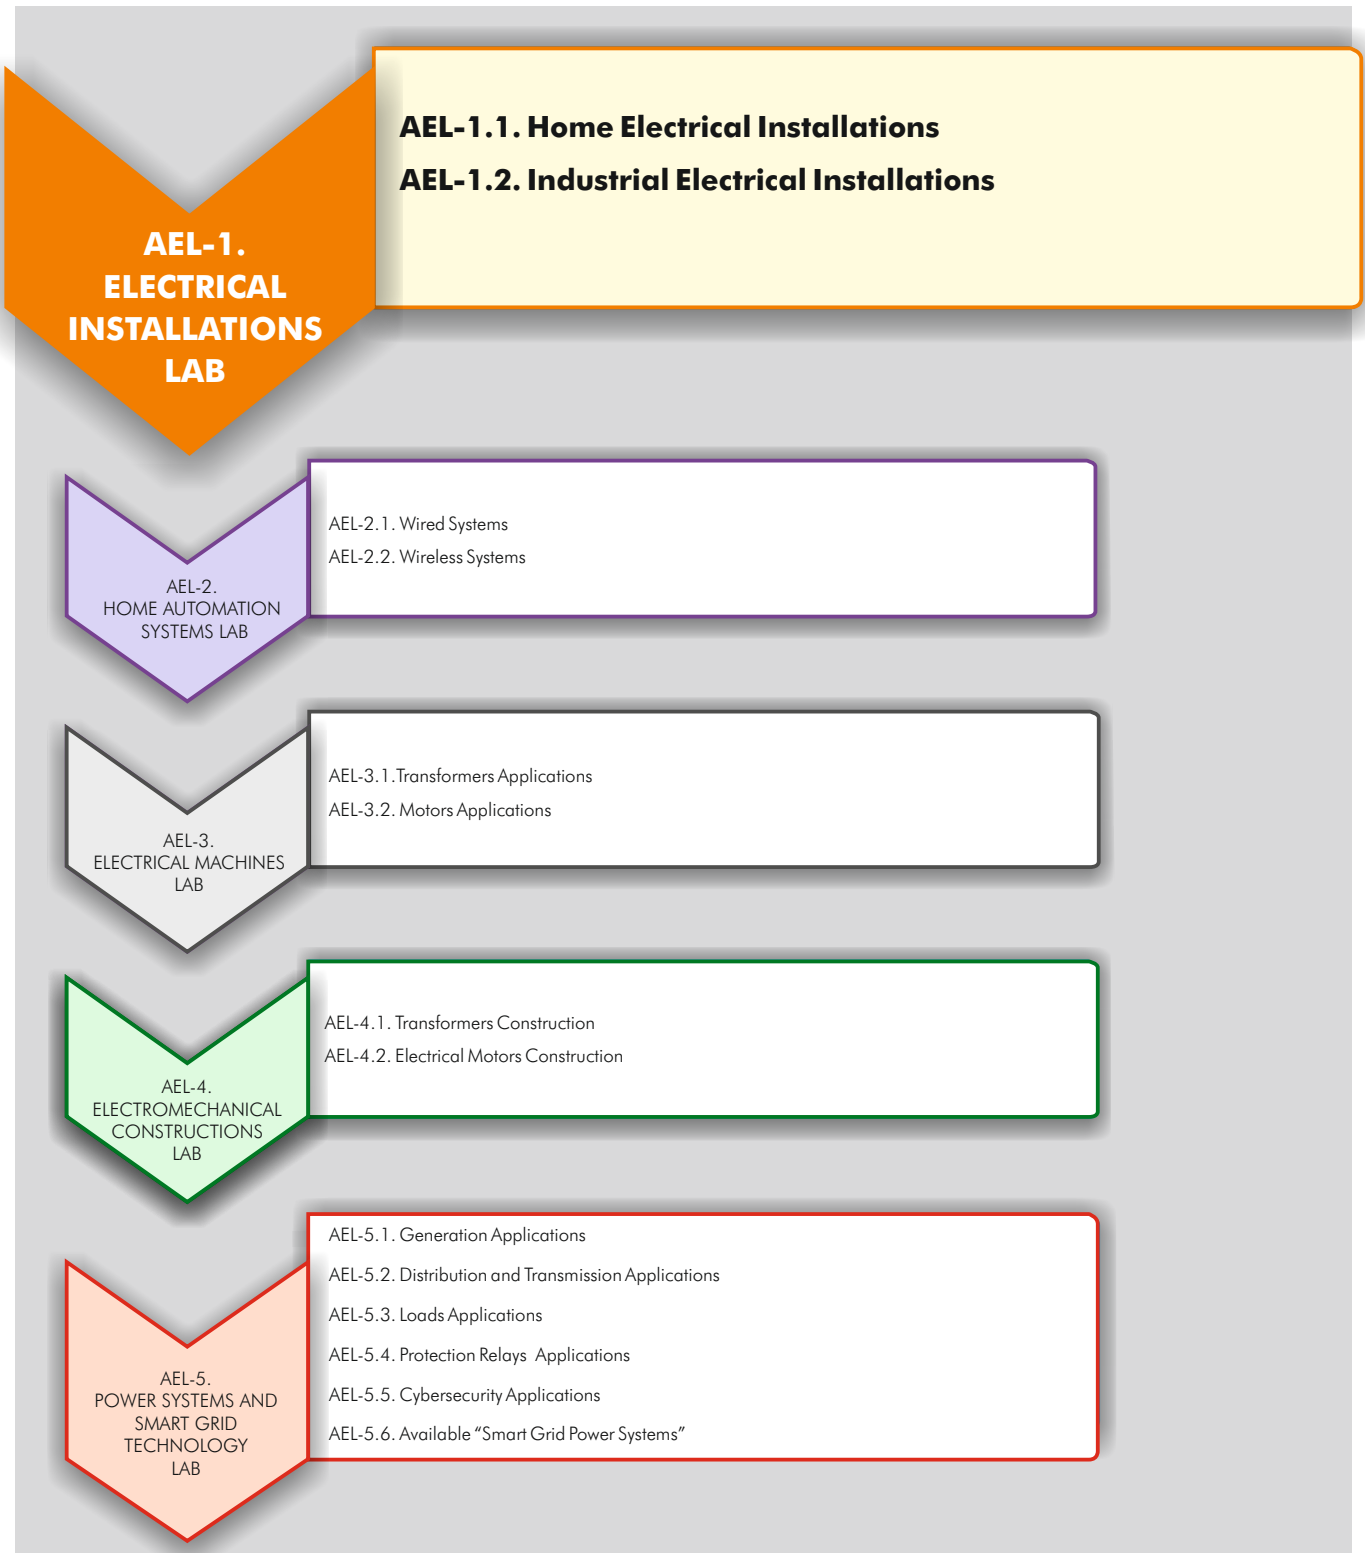 AEL-1.
ELECTRICAL
INSTALLATIONS
LAB
AEL-1.1. Home Electrical Installations
AEL-1.2. Industrial Electrical Installations
AEL-2.
HOME AUTOMATION
SYSTEMS LAB
AEL-2.1. Wired Systems
AEL-2.2. Wireless Systems
AEL-3.
ELECTRICAL MACHINES
LAB
AEL-3.1.Transformers Applications
AEL-3.2. Motors Applications
AEL-4.
ELECTROMECHANICAL
CONSTRUCTIONS
LAB
AEL-4.1. Transformers Construction
AEL-4.2. Electrical Motors Construction
AEL-5.
POWER SYSTEMS AND
SMART GRID
TECHNOLOGY
LAB
AEL-5.1. Generation Applications
AEL-5.2. Distribution and Transmission Applications
AEL-5.3. Loads Applications
AEL-5.4. Protection Relays  Applications
AEL-5.5. Cybersecurity Applications
AEL-5.6. Available “Smart Grid Power Systems”